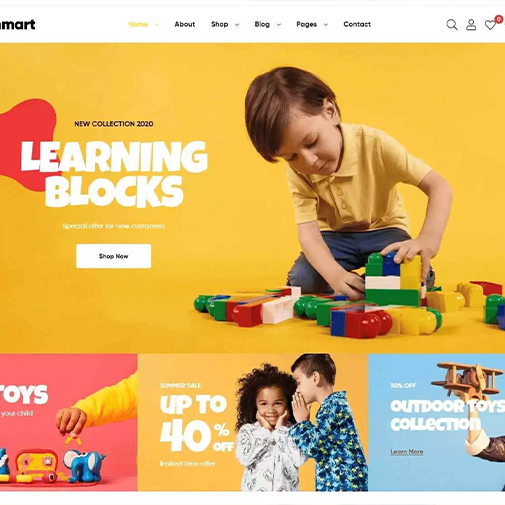 mart
Home
About
Shop
Blog
Pages
Contact
0
NEW COLLECTION 2020
LEARNING
BLOCKS
Special offer for new customers
Shop Now
TOYS
your child
SUMMER SALE
UP TO
40% OFF
limited time offer
50% OFF
OUTDOOR TOYS
COLLECTION
Learn More